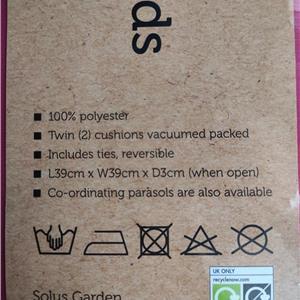 ds
100% polyester
Twin (2) cushions vacuumed packed
Includes ties, reversible
L39cm x W39cm x D3cm (when open)
Co-ordinating parasols are also available
UK ONLY
recyclenow.com
Solus Garden